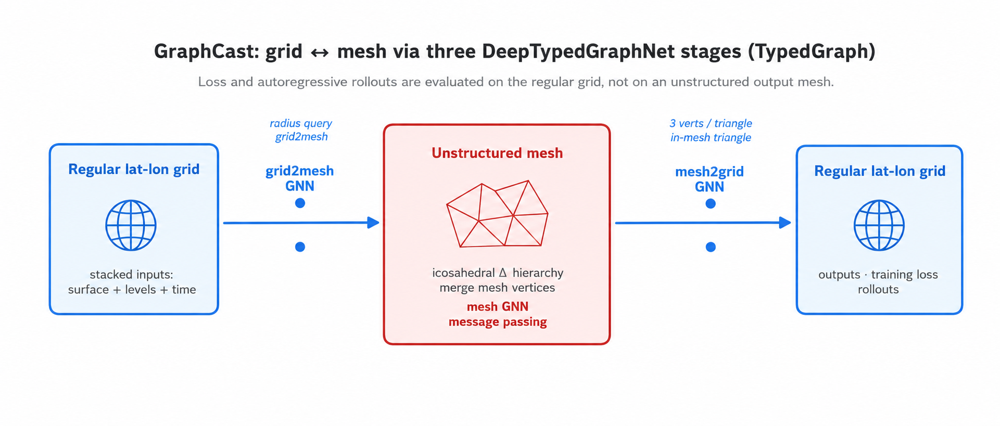 GraphCast: grid ↔ mesh via three DeepTypedGraphNet stages (TypedGraph)
Loss and autoregressive rollouts are evaluated on the regular grid, not on an unstructured output mesh.
Regular lat-lon grid
stacked inputs:
surface + levels + time
radius query
grid2mesh
grid2mesh
GNN
Unstructured mesh
icosahedral Δ hierarchy
merge mesh vertices
mesh GNN
message passing
3 verts / triangle
in-mesh triangle
mesh2grid
GNN
Regular lat-lon grid
outputs · training loss
rollouts